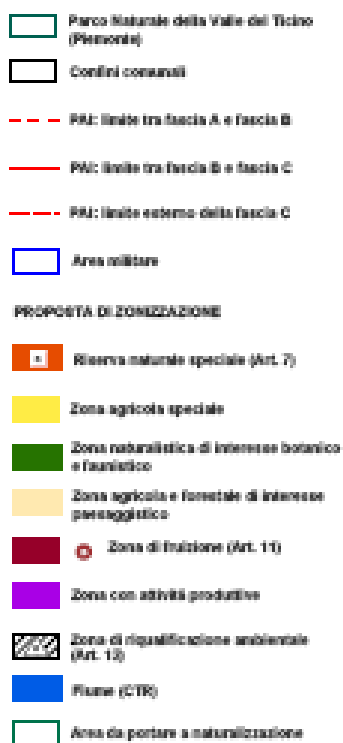 Parco Naturale della Valle del Ticino
(Piemonte)
Confini comunali
PAI: limite tra fascia A e fascia B
PAI: limite tra fascia B e fascia C
PAI: limite esterno della fascia C
Area militare
PROPOSTA DI ZONIZZAZIONE
Riserva naturale speciale (Art. 7)
Zona agricola speciale
Zona naturalistica di interesse botanico
e faunistico
Zona agricola e forestale di interesse
paesaggistico
Zona di fruizione (Art. 11)
Zona con attività produttive
Zona di riqualificazione ambientale
(Art. 13)
Fiume (CTR)
Area da portare a naturalizzazione